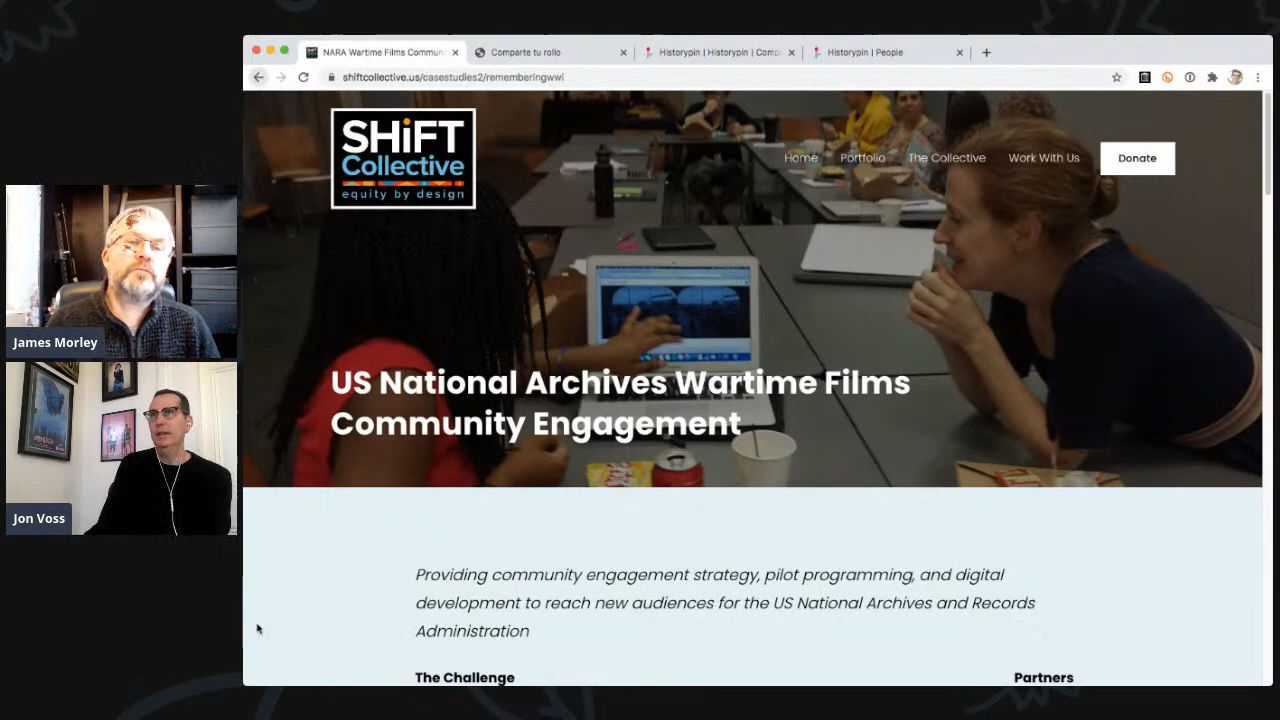 NARA Wartime Films Commun
Comparte tu rollo
Historypin | Historypin | Comp
Historypin | People
shiftcollective.us/casestudies2/rememberingwwi
SHiFT
Collective
equity by design
Home
Portfolio
The Collective
Work With Us
Donate
US National Archives Wartime Films
Community Engagement
Providing community engagement strategy, pilot programming, and digital
development to reach new audiences for the US National Archives and Records
Administration
The Challenge
Partners
James Morley
Jon Voss